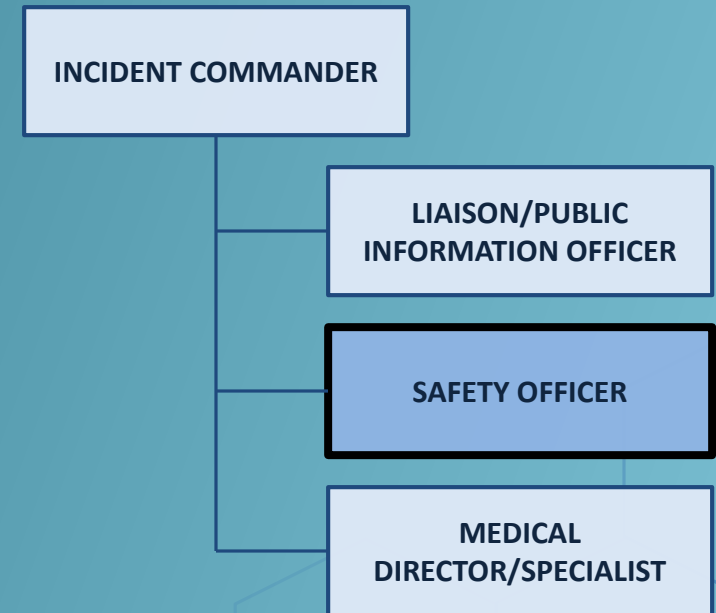 INCIDENT COMMANDER
LIAISON/PUBLIC
INFORMATION OFFICER
SAFETY OFFICER
MEDICAL
DIRECTOR/SPECIALIST